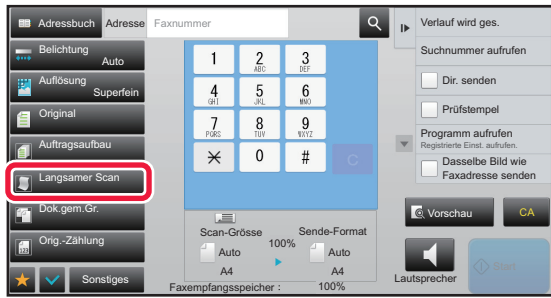 Adressbuch
Adresse
Faxnummer
Verlauf wird ges.
Belichtung
Auto
Suchnummer aufrufen
Auflösung
Superfein
Dir. senden
Original
Prüfstempel
Auftragsaufbau
Programm aufrufen
Registrierte Einst. aufrufen.
Langsamer Scan
Dasselbe Bild wie
Faxadresse senden
Dok.gem.Gr.
Orig.-Zählung
Sonstiges
1
2
ABC
3
DEF
4
GHI
5
JKL
6
MNO
7
PQRS
8
TUV
9
WXYZ
0
#
C
Scan-Grösse
Sende-Format
100%
Auto
Auto
A4
A4
Faxempfangsspeicher : 100%
Vorschau
CA
Lautsprecher
Start